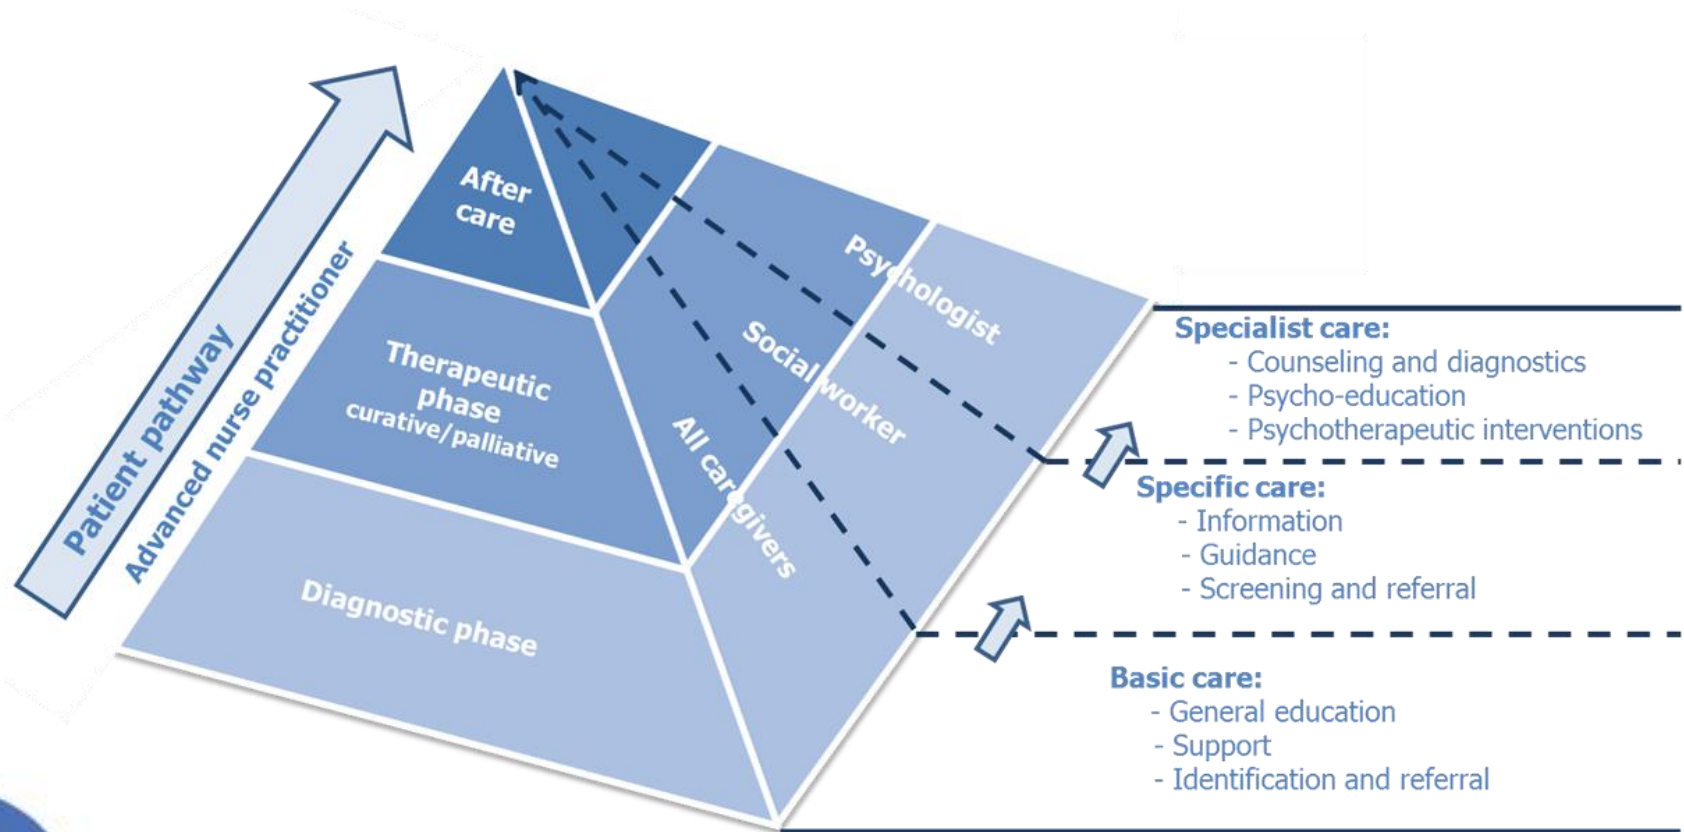 Patient pathway
Advanced nurse practitioner
After
care
Therapeutic
phase
curative/palliative
Diagnostic phase
Psychologist
Social worker
All caregivers
Specialist care:
- Counseling and diagnostics
- Psycho-education
- Psychotherapeutic interventions
Specific care:
- Information
- Guidance
- Screening and referral
Basic care:
- General education
- Support
- Identification and referral